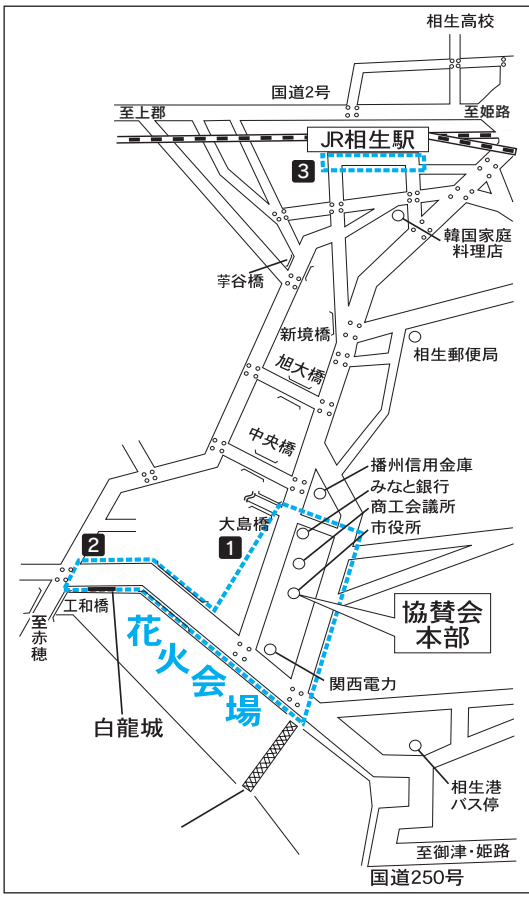 相生高校
国道2号
至上郡
至姫路
JR相生駅
3
韓国家庭
料理店
新境橋
相生郵便局
旭大橋
中央橋
播州信用金庫
みなと銀行
商工会議所
市役所
大島橋
1
2
協賛会
本部
工和橋
至赤穂
花火会場
関西電力
白龍城
相生港
バス停
至御津・姫路
国道250号